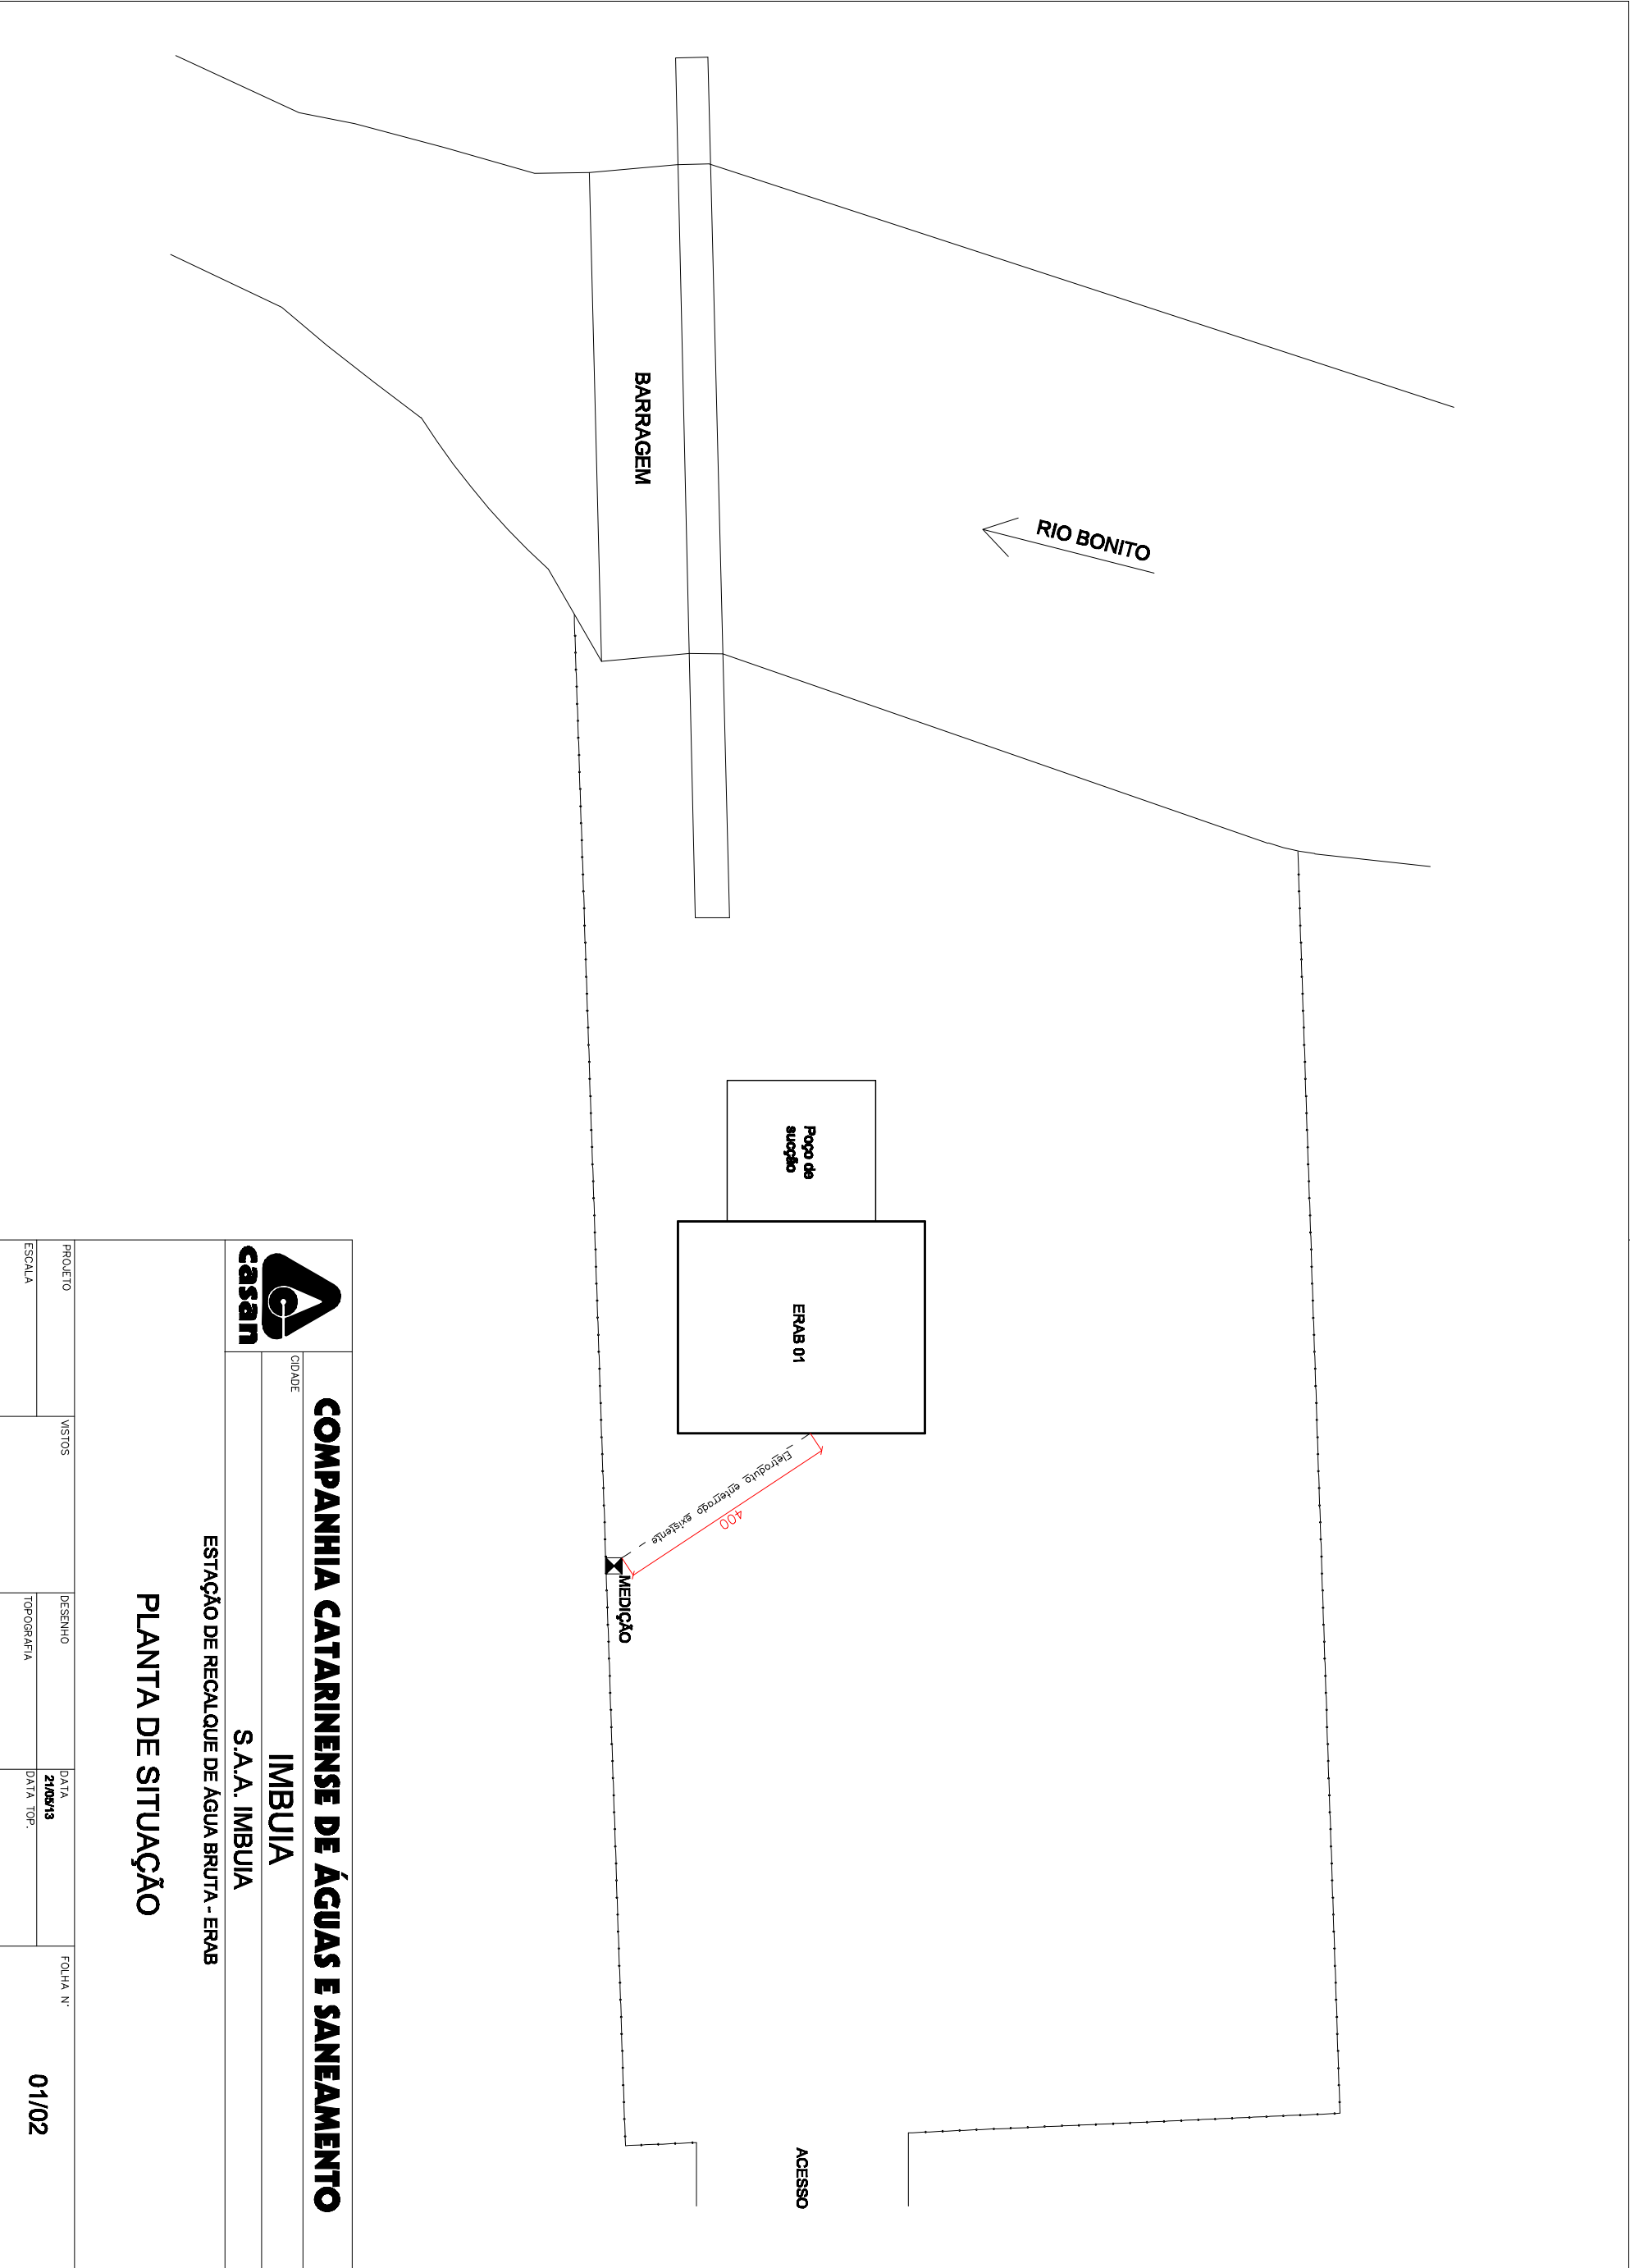 RIO BONITO
BARRAGEM
Poço de
sucção
ERAB 01
Eletroduto enterrado existente
400
MEDIÇÃO
ACESSO
casan
COMPANHIA CATARINENSE DE ÁGUAS E SANEAMENTO
CIDADE
IMBUIA
S.A.A. IMBUIA
ESTAÇÃO DE RECALQUE DE ÁGUA BRUTA - ERAB
PLANTA DE SITUAÇÃO
PROJETO
VISTOS
DESENHO
DATA
21/05/13
FOLHA N°
ESCALA
TOPOGRAFIA
DATA TOP.
01/02